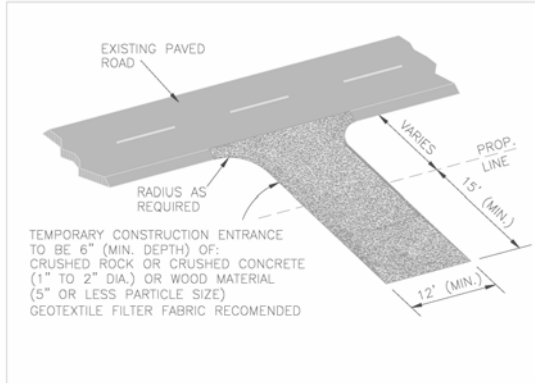 EXISTING PAVED
ROAD
VARIES
PROP.
LINE
15' (MIN.)
RADIUS AS
REQUIRED
TEMPORARY CONSTRUCTION ENTRANCE
TO BE 6" (MIN. DEPTH) OF:
CRUSHED ROCK OR CRUSHED CONCRETE
(1" TO 2" DIA.) OR WOOD MATERIAL
(5" OR LESS PARTICLE SIZE)
GEOTEXTILE FILTER FABRIC RECOMENDED
12' (MIN.)